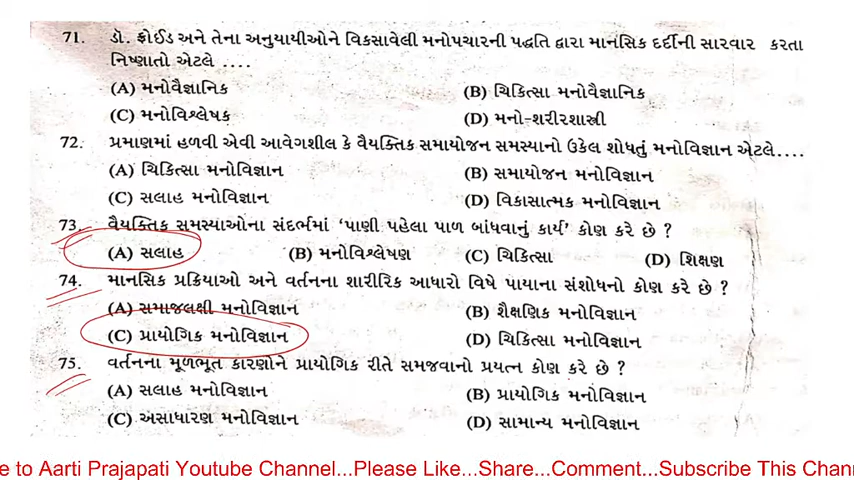 71. ડૉ. ફ્રોઈડ અને તેના અનુયાયીઓને વિકસાવેલી મનોપચારની પદ્ધતિ દ્વારા માનસિક દર્દીની સારવાર કરતા
નિષ્ણાતો એટલે ....
(A) મનોવૈજ્ઞાનિક (B) ચિકિત્સા મનોવૈજ્ઞાનિક
(C) મનોવિશ્લેષક (D) મનો-શરીરશાસ્ત્રી
72. પ્રમાણમાં હળવી એવી આવેગશીલ કે વૈયક્તિક સમાયોજન સમસ્યાનો ઉકેલ શોધતું મનોવિજ્ઞાન એટલે....
(A) ચિકિત્સા મનોવિજ્ઞાન (B) સમાયોજન મનોવિજ્ઞાન
(C) સલાહ મનોવિજ્ઞાન (D) વિકાસાત્મક મનોવિજ્ઞાન
73. વૈયક્તિક સમસ્યાઓના સંદર્ભમાં ‘પાણી પહેલા પાળ બાંધવાનું કાર્ય’ કોણ કરે છે ?
(A) સલાહ (B) મનોવિશ્લેષણ (C) ચિકિત્સા (D) શિક્ષણ
74. માનસિક પ્રક્રિયાઓ અને વર્તનના શારીરિક આધારો વિષે પાયાના સંશોધનો કોણ કરે છે ?
(A) સમાજલક્ષી મનોવિજ્ઞાન (B) શૈક્ષણિક મનોવિજ્ઞાન
(C) પ્રાયોગિક મનોવિજ્ઞાન (D) ચિકિત્સા મનોવિજ્ઞાન
75. વર્તનના મૂળભૂત કારણોને પ્રાયોગિક રીતે સમજવાનો પ્રયત્ન કોણ કરે છે ?
(A) સલાહ મનોવિજ્ઞાન (B) પ્રાયોગિક મનોવિજ્ઞાન
(C) અસાધારણ મનોવિજ્ઞાન (D) સામાન્ય મનોવિજ્ઞાન
e to Aarti Prajapati Youtube Channel...Please Like...Share...Comment...Subscribe This Chan